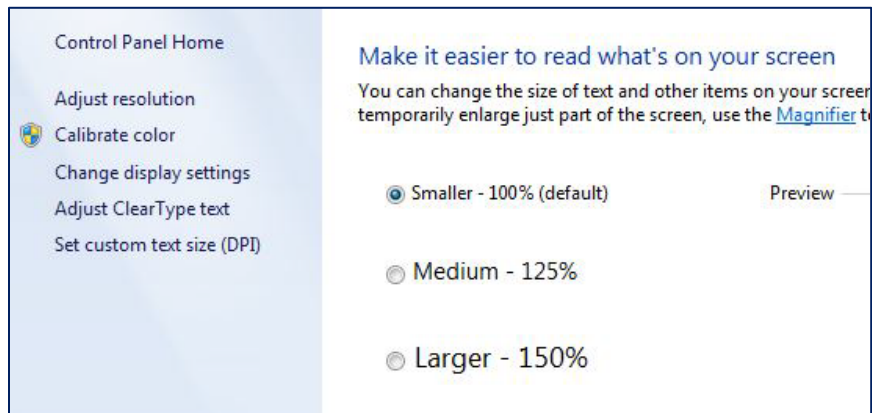 Control Panel Home
Adjust resolution
Calibrate color
Change display settings
Adjust ClearType text
Set custom text size (DPI)
Make it easier to read what's on your screen
You can change the size of text and other items on your screen
temporarily enlarge just part of the screen, use the Magnifier t
Smaller - 100% (default)
Preview
Medium - 125%
Larger - 150%